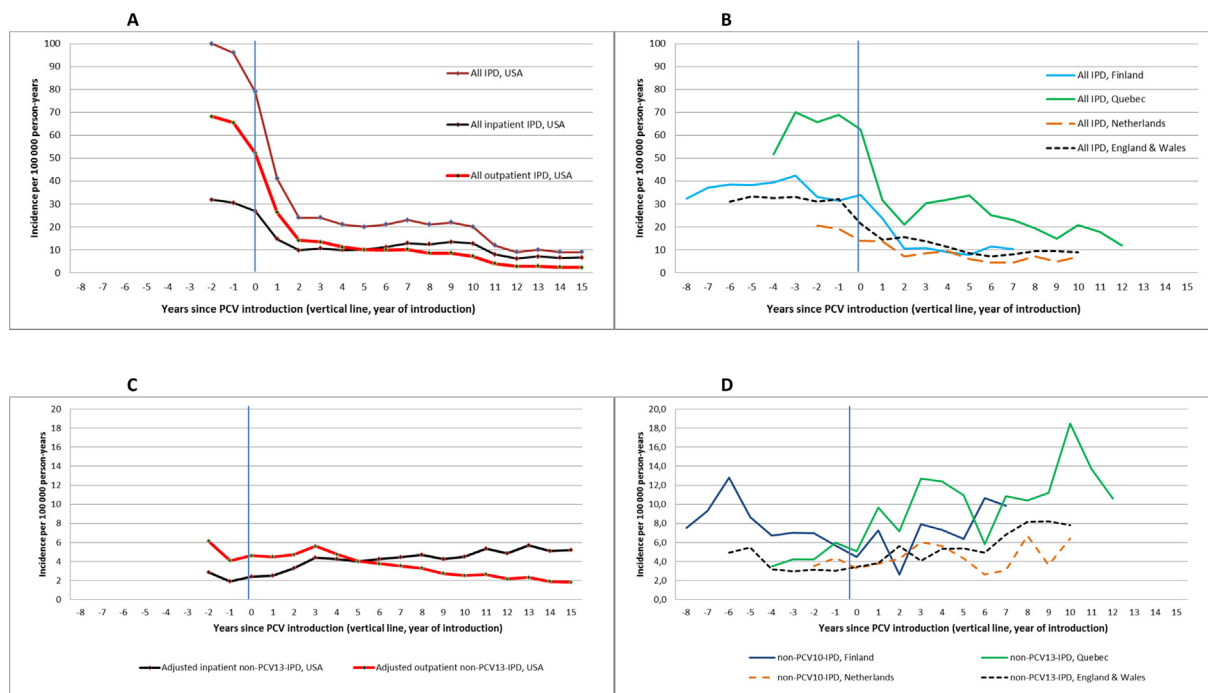 A
Incidence per 100 000 person-years
100
90
80
70
60
50
40
30
20
10
0
All IPD, USA
All inpatient IPD, USA
All outpatient IPD, USA
-8 -7 -6 -5 -4 -3 -2 -1 0 1 2 3 4 5 6 7 8 9 10 11 12 13 14 15
Years since PCV introduction (vertical line, year of introduction)
B
Incidence per 100 000 person-years
100
90
80
70
60
50
40
30
20
10
0
All IPD, Finland
All IPD, Quebec
All IPD, Netherlands
All IPD, England & Wales
-8 -7 -6 -5 -4 -3 -2 -1 0 1 2 3 4 5 6 7 8 9 10 11 12 13 14 15
Years since PCV introduction (vertical line, year of introduction)
C
Incidence per 100 000 person-years
20
18
16
14
12
10
8
6
4
2
0
-8 -7 -6 -5 -4 -3 -2 -1 0 1 2 3 4 5 6 7 8 9 10 11 12 13 14 15
Years since PCV introduction (vertical line, year of introduction)
Adjusted inpatient non-PCV13-IPD, USA
Adjusted outpatient non-PCV13-IPD, USA
D
Incidence per 100 000 person-years
20,0
18,0
16,0
14,0
12,0
10,0
8,0
6,0
4,0
2,0
0,0
-8 -7 -6 -5 -4 -3 -2 -1 0 1 2 3 4 5 6 7 8 9 10 11 12 13 14 15
Years since PCV introduction (vertical line, year of introduction)
non-PCV10-IPD, Finland
non-PCV13-IPD, Quebec
non-PCV10-IPD, Netherlands
non-PCV13-IPD, England & Wales